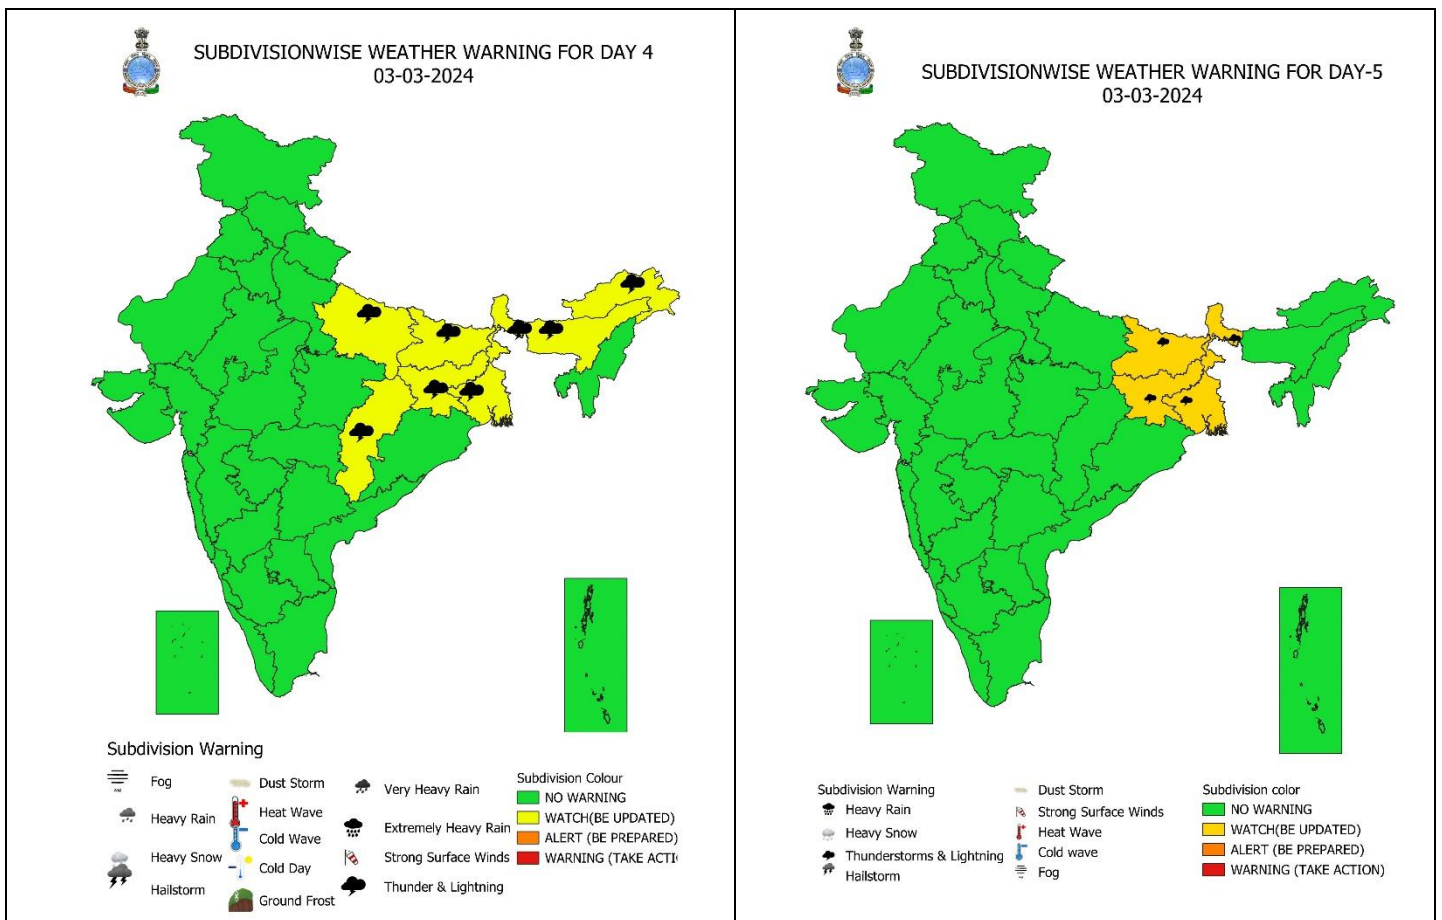 SUBDIVISIONWISE WEATHER WARNING FOR DAY 4
03-03-2024
Subdivision Warning
Fog
Heavy Rain
Heavy Snow
Hailstorm
Dust Storm
Heat Wave
Cold Wave
Cold Day
Ground Frost
Very Heavy Rain
Extremely Heavy Rain
Strong Surface Winds
Thunder & Lightning
Subdivision Colour
NO WARNING
WATCH(BE UPDATED)
ALERT (BE PREPARED)
WARNING (TAKE ACTI
SUBDIVISIONWISE WEATHER WARNING FOR DAY-5
03-03-2024
Subdivision Warning
Heavy Rain
Heavy Snow
Thunderstorms & Lightning
Hailstorm
Dust Storm
Strong Surface Winds
Heat Wave
Cold wave
Fog
Subdivision color
NO WARNING
WATCH(BE UPDATED)
ALERT (BE PREPARED)
WARNING (TAKE ACTION)